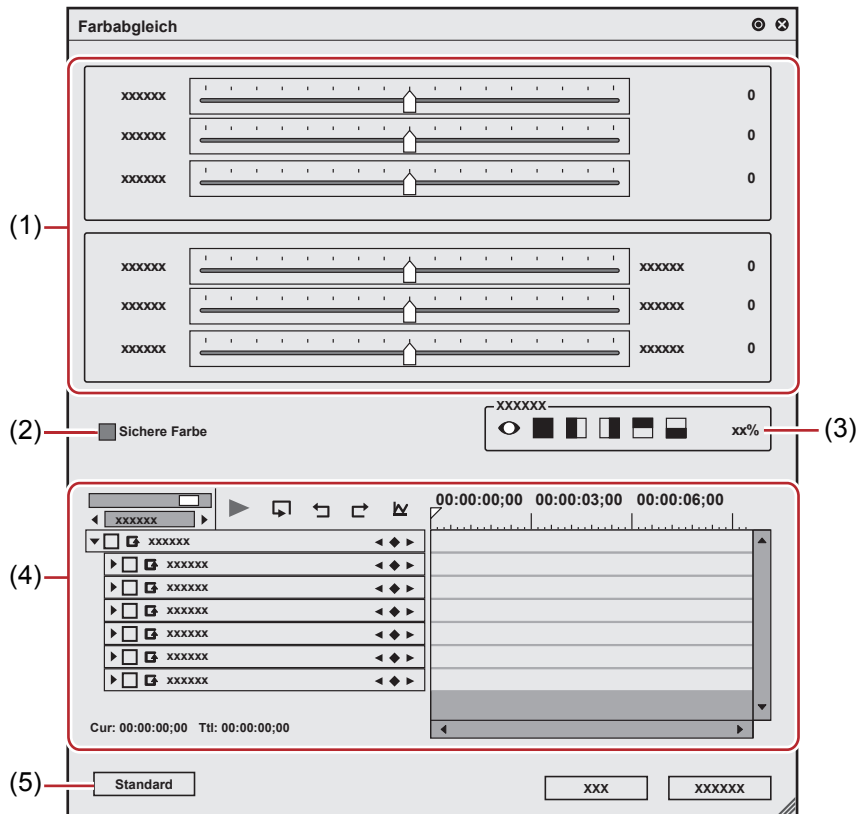 Farbabgleich
xxxxxx 0
xxxxxx 0
xxxxxx 0
(1)
xxxxxx xxxxxx 0
xxxxxx xxxxxx 0
xxxxxx xxxxxx 0
(2) Sichere Farbe
xxxxxx
xx% (3)
00:00:00;00 00:00:03;00 00:00:06;00
xxxxxx
xxxxxx
xxxxxx
(4)
xxxxxx
xxxxxx
xxxxxx
xxxxxx
xxxxxx
Cur: 00:00:00;00 Ttl: 00:00:00;00
(5) Standard
xxx xxxxxx